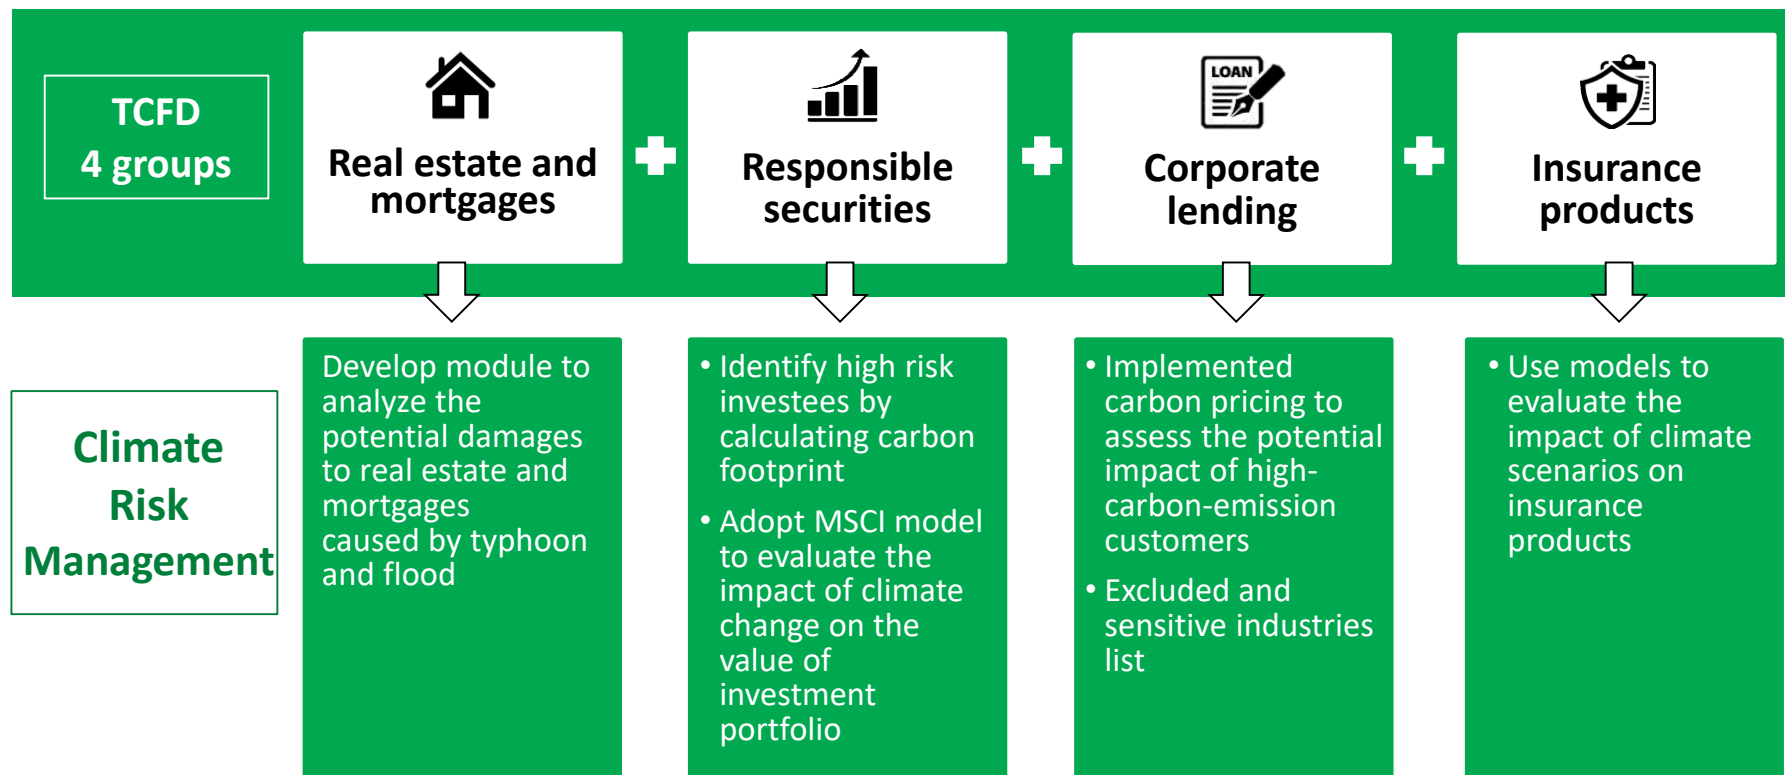 TCFD
4 groups
Real estate and
mortgages
Responsible
securities
LOAN
Corporate
lending
Insurance
products
Climate
Risk
Management
Develop module to
analyze the
potential damages
to real estate and
mortgages
caused by typhoon
and flood
• Identify high risk
investees by
calculating carbon
footprint
• Adopt MSCI model
to evaluate the
impact of climate
change on the
value of
investment
portfolio
• Implemented
carbon pricing to
assess the potential
impact of high-
carbon-emission
customers
• Excluded and
sensitive industries
list
• Use models to
evaluate the
impact of climate
scenarios on
insurance
products